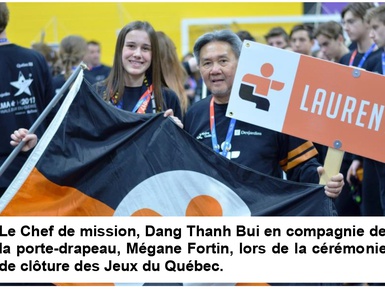 LAUREN
Desjardins
Le Chef de mission, Dang Thanh Bui en compagnie de
la porte-drapeau, Mégane Fortin, lors de la cérémonie
de clôture des Jeux du Québec.